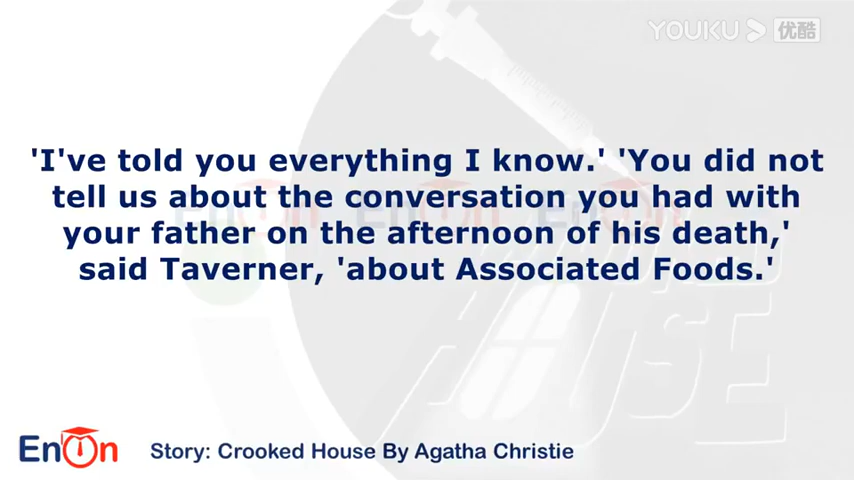 YOUKU 优酷
'I've told you everything I know.' 'You did not
tell us about the conversation you had with
your father on the afternoon of his death,'
said Taverner, 'about Associated Foods.'
HOUSE
EnOn
Story: Crooked House By Agatha Christie